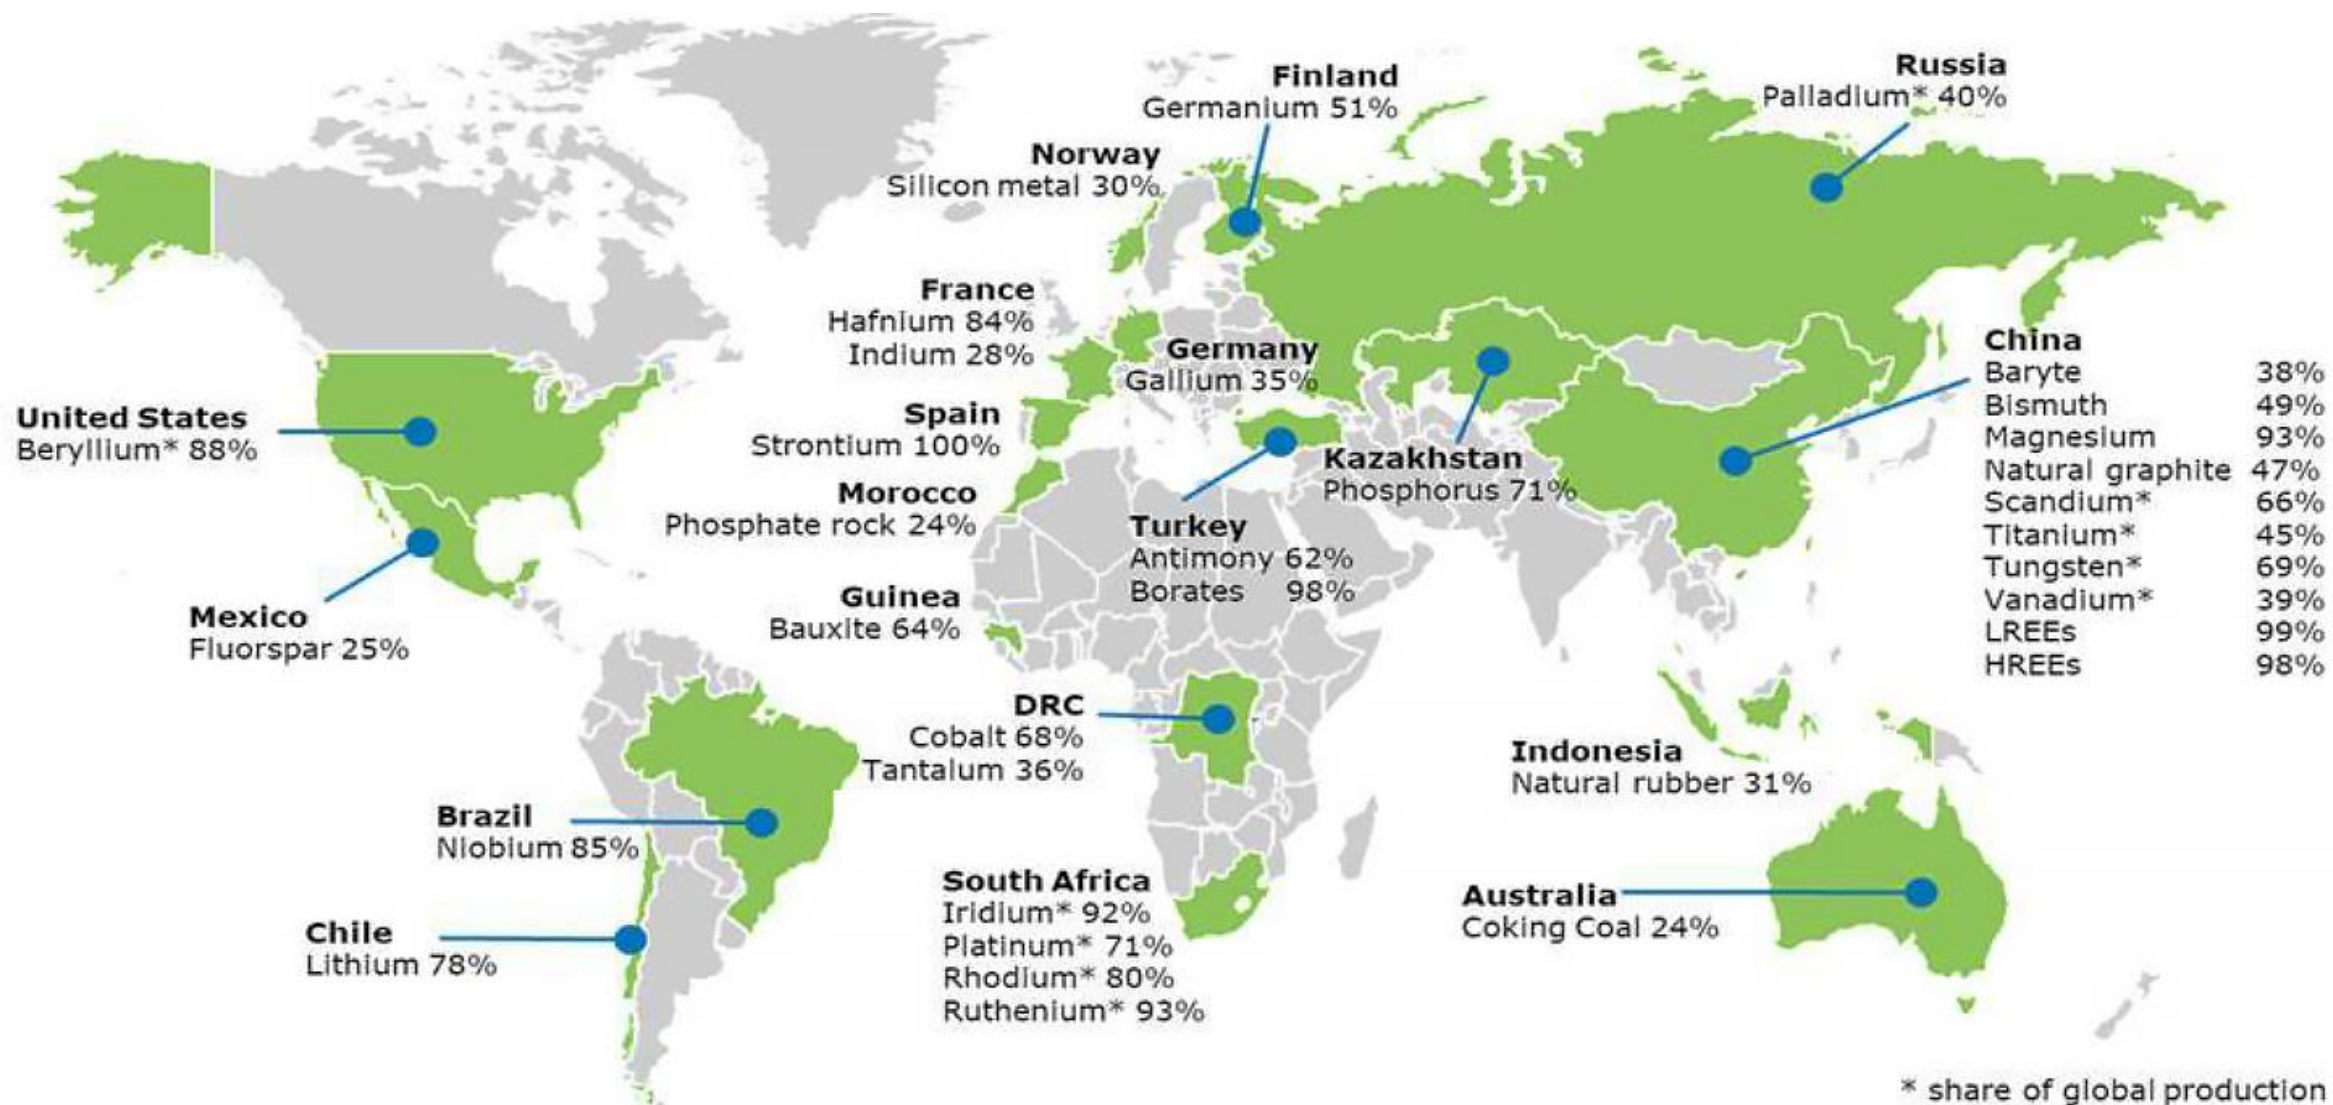 Finland
Germanium 51%
Russia
Palladium* 40%
Norway
Silicon metal 30%
France
Hafnium 84%
Indium 28%
Germany
Gallium 35%
China
Baryte 38%
Bismuth 49%
Magnesium 93%
Natural graphite 47%
Scandium* 66%
Titanium* 45%
Tungsten* 69%
Vanadium* 39%
LREEs 99%
HREEs 98%
United States
Beryllium* 88%
Spain
Strontium 100%
Kazakhstan
Phosphorus 71%
Morocco
Phosphate rock 24%
Turkey
Antimony 62%
Borates 98%
Mexico
Fluorspar 25%
Guinea
Bauxite 64%
DRC
Cobalt 68%
Tantalum 36%
Indonesia
Natural rubber 31%
Brazil
Niobium 85%
South Africa
Iridium* 92%
Platinum* 71%
Rhodium* 80%
Ruthenium* 93%
Australia
Coking Coal 24%
Chile
Lithium 78%
* share of global production